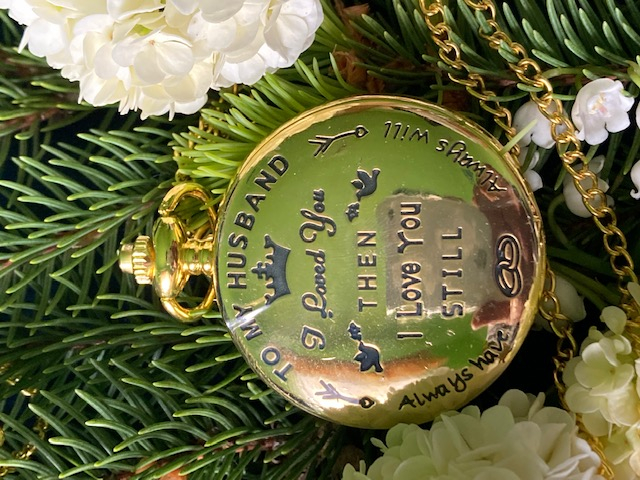 TO MY HUSBAND
I Loved You
THEN
I Love You
STILL
Always have
Always will